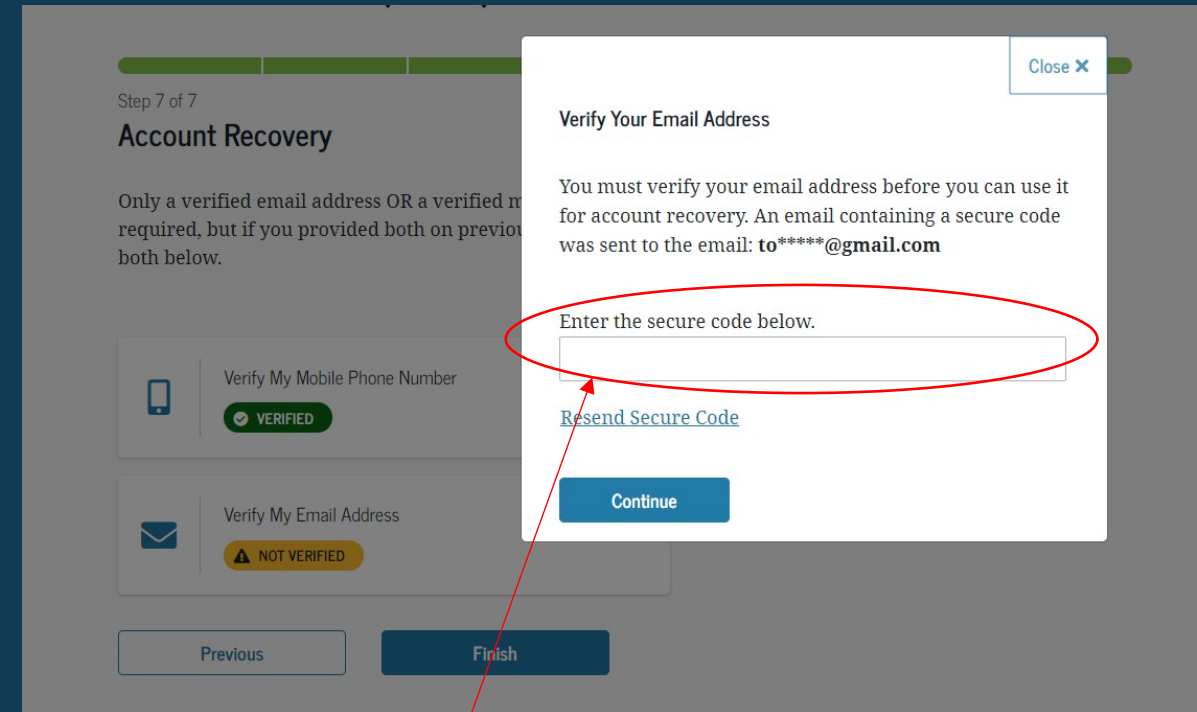 Step 7 of 7
Account Recovery
Only a verified email address OR a verified m
required, but if you provided both on previou
both below.
Verify My Mobile Phone Number
VERIFIED
Verify My Email Address
NOT VERIFIED
Previous
Finish
Close ×
Verify Your Email Address
You must verify your email address before you can use it
for account recovery. An email containing a secure code
was sent to the email: to*****@gmail.com
Enter the secure code below.
Resend Secure Code
Continue